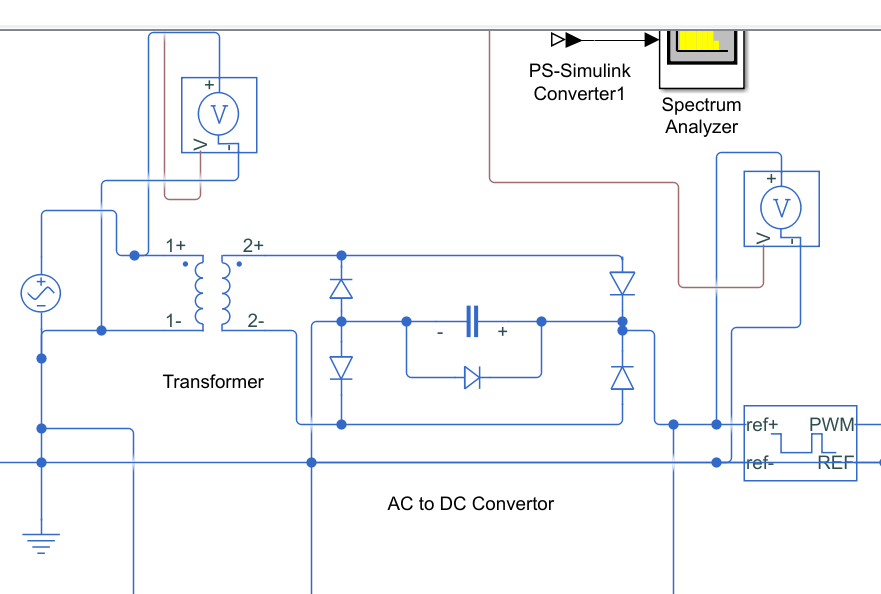 PS-Simulink
Converter1
Spectrum
Analyzer
+
V
V
-
+
V
V
-
1+
2+
+
-
1-
2-
-
+
Transformer
ref+
PWM
ref-
REF
AC to DC Convertor